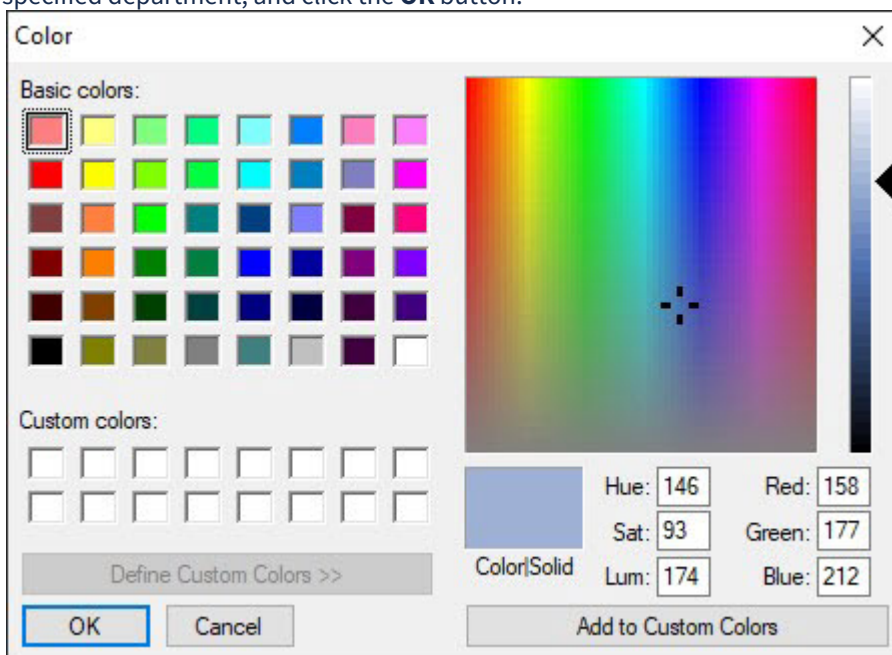 specified department, and click the OK button.
Color
Basic colors:
Custom colors:
Define Custom Colors >>
OK Cancel
Color|Solid
Hue: 146 Red: 158
Sat: 93 Green: 177
Lum: 174 Blue: 212
Add to Custom Colors